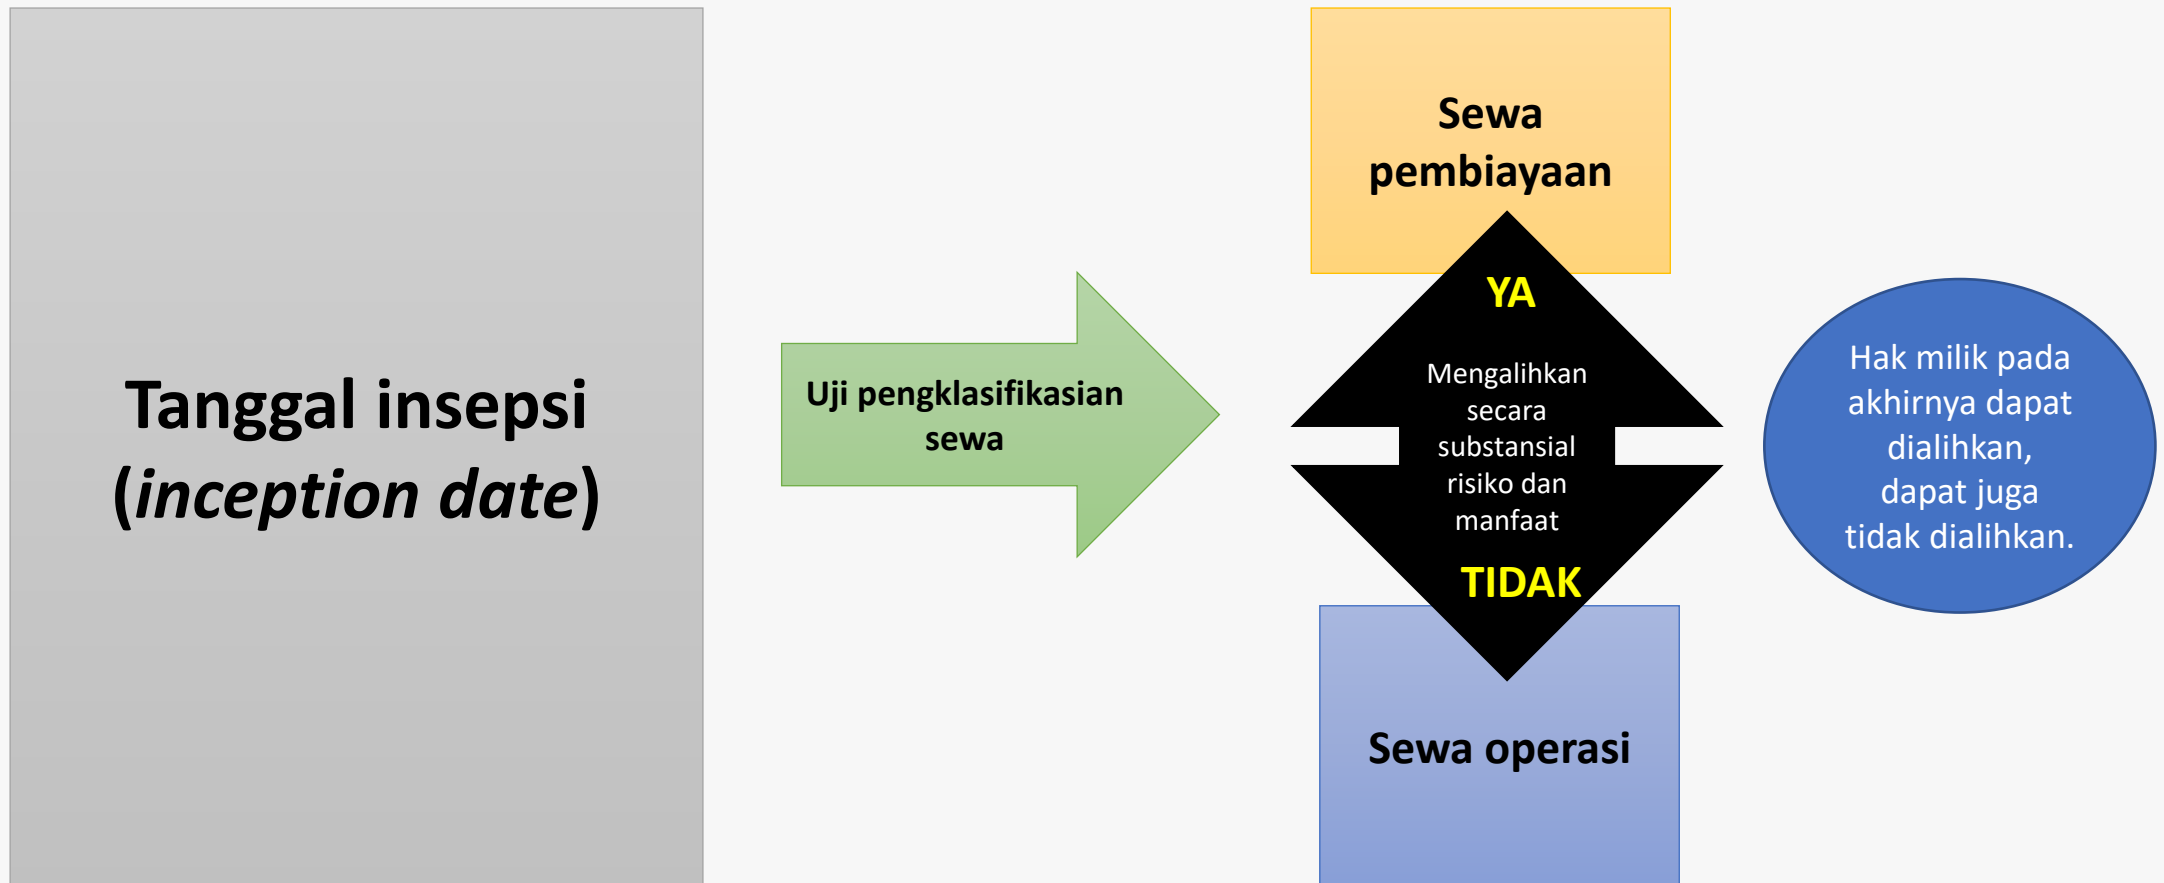 Tanggal insepsi
(inception date)
Uji pengklasifikasian
sewa
Sewa
pembiayaan
YA
Mengalihkan
secara
substansial
risiko dan
manfaat
TIDAK
Sewa operasi
Hak milik pada
akhirnya dapat
dialihkan,
dapat juga
tidak dialihkan.